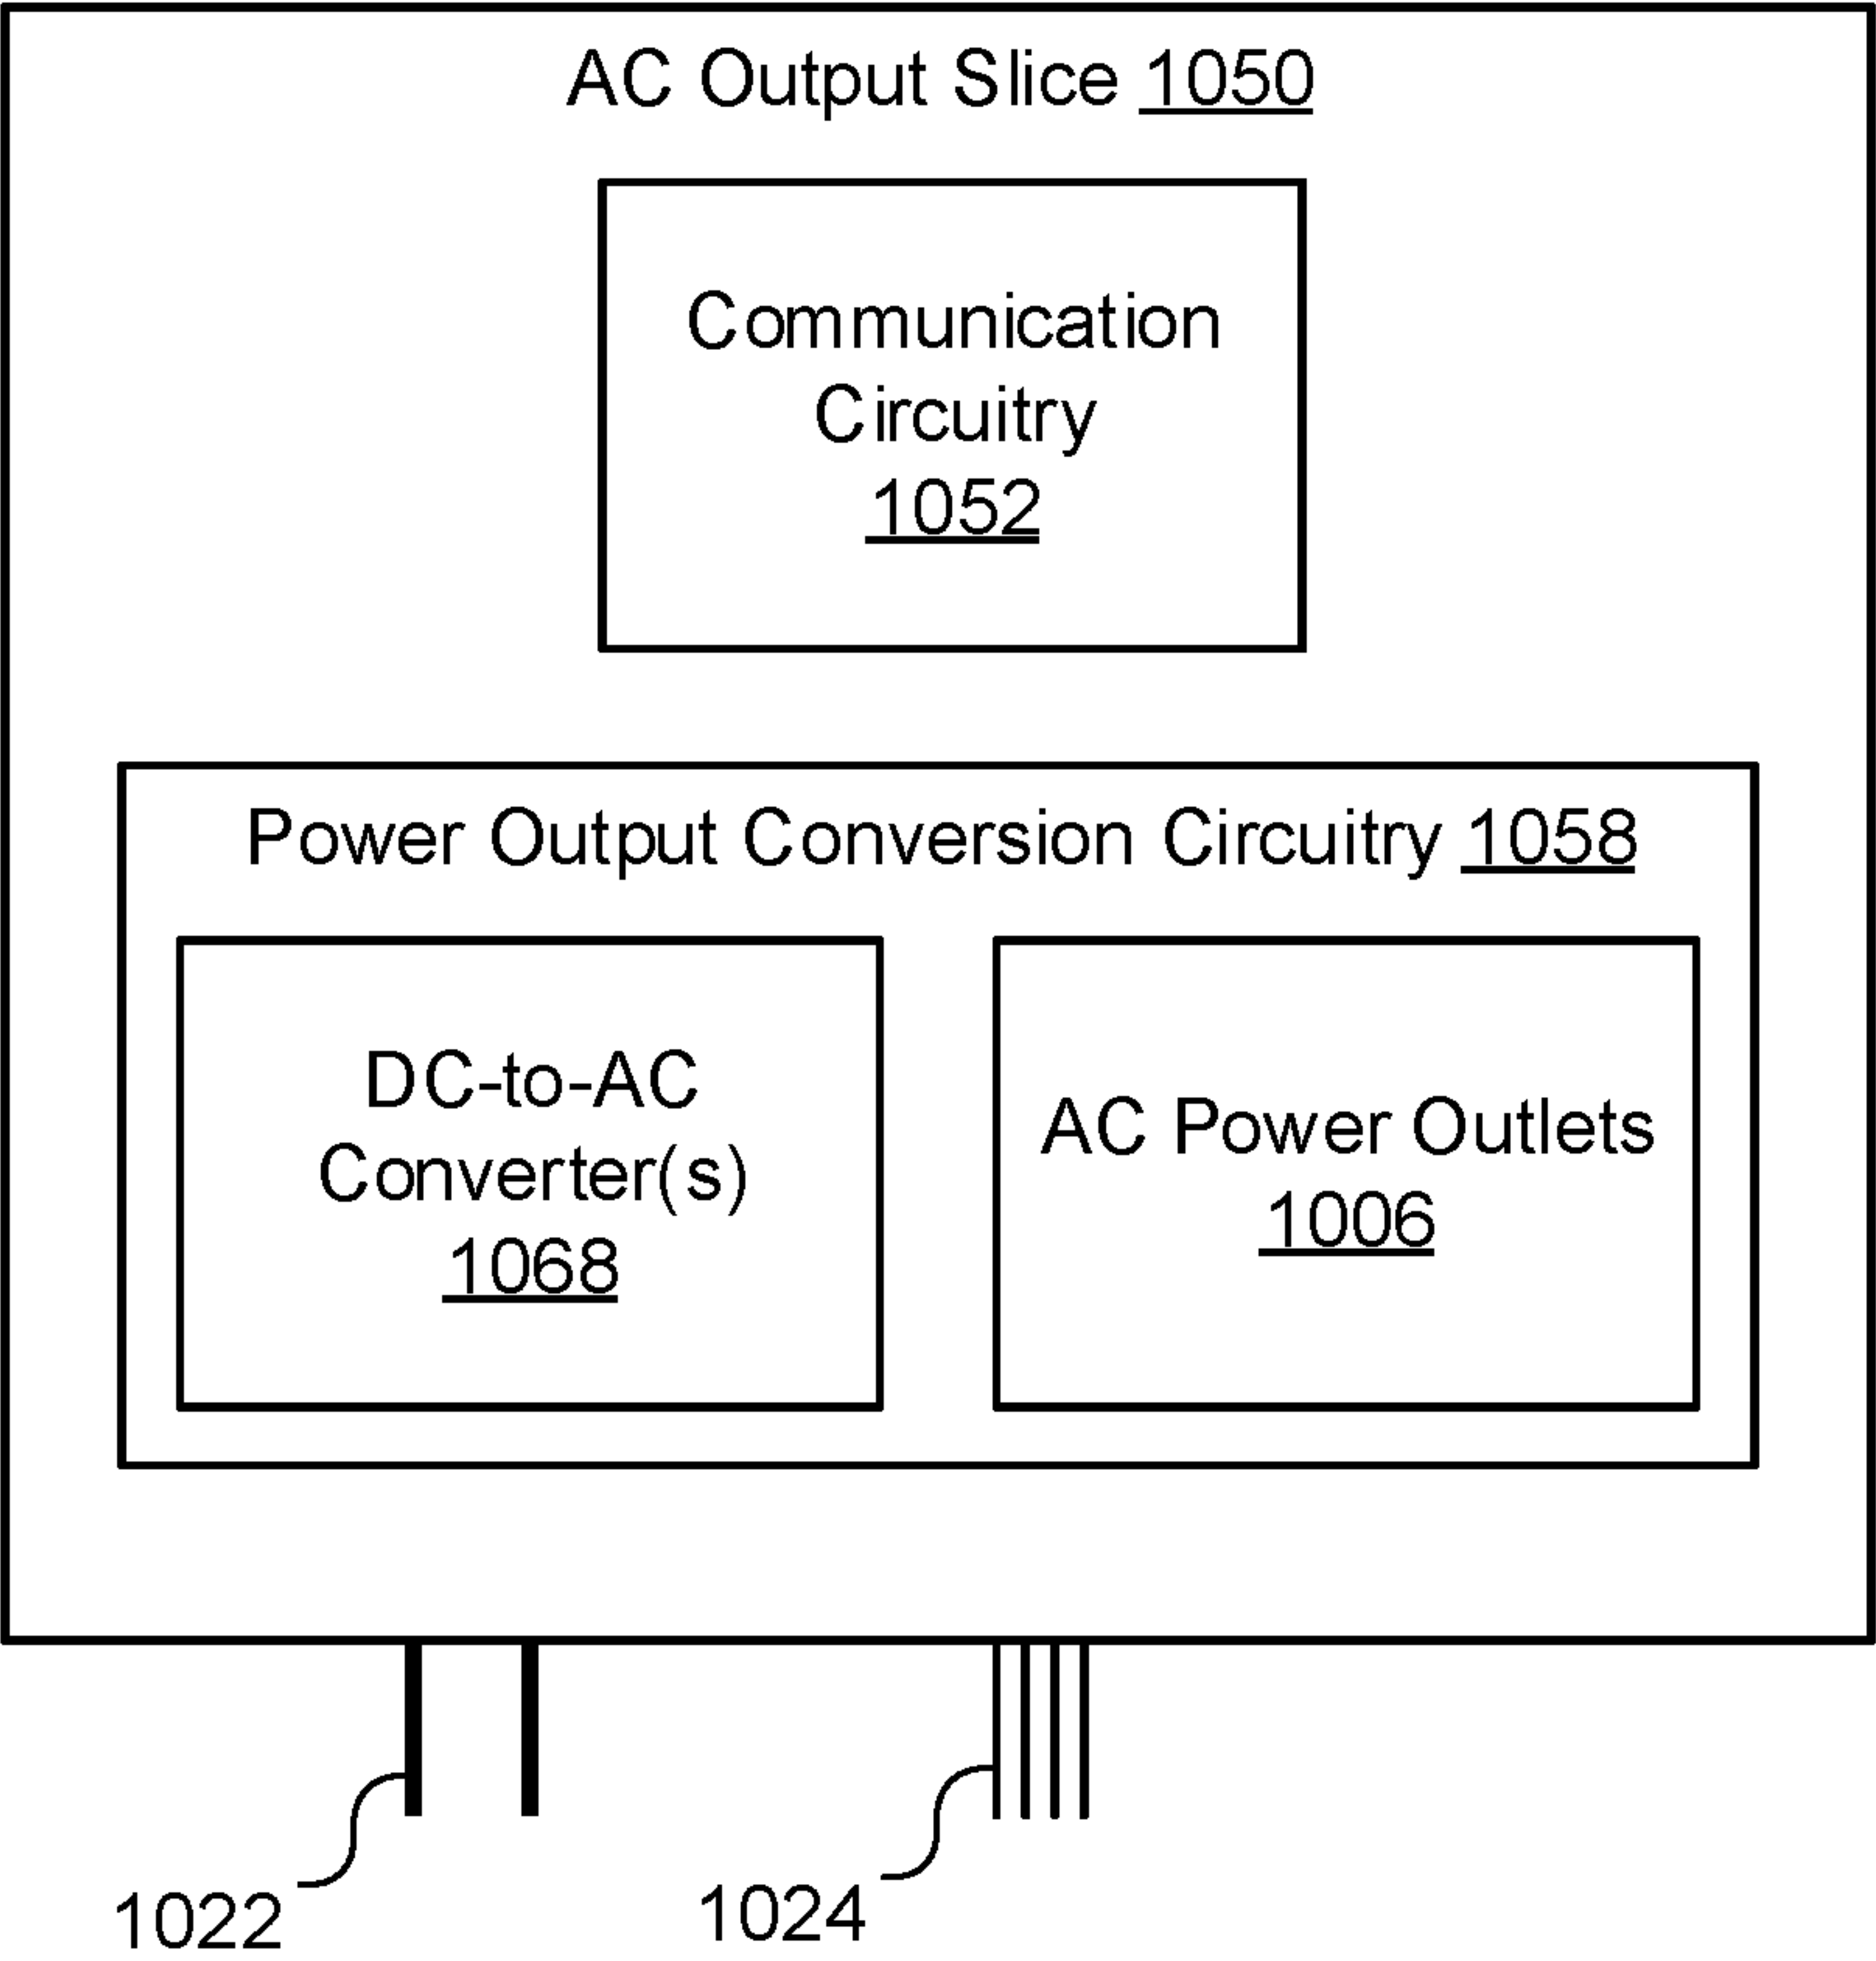 AC Output Slice 1050
Communication
Circuitry
1052
Power Output Conversion Circuitry 1058
DC-to-AC
Converter(s)
1068
AC Power Outlets
1006
1022
1024